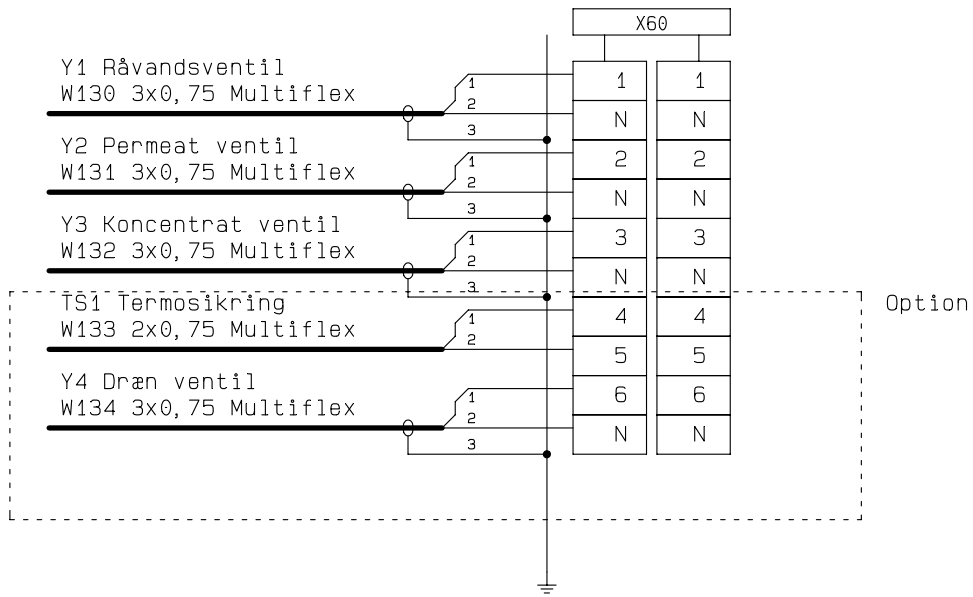 X60
Y1 Råvandsventil
W130 3x0,75 Multiflex
1
2
3
1 1
N N
Y2 Permeat ventil
W131 3x0,75 Multiflex
1
2
3
2 2
N N
Y3 Koncentrat ventil
W132 3x0,75 Multiflex
1
2
3
3 3
N N
Option
TS1 Termosikring
W133 2x0,75 Multiflex
1
2
4 4
5 5
Y4 Dræn ventil
W134 3x0,75 Multiflex
1
2
3
6 6
N N